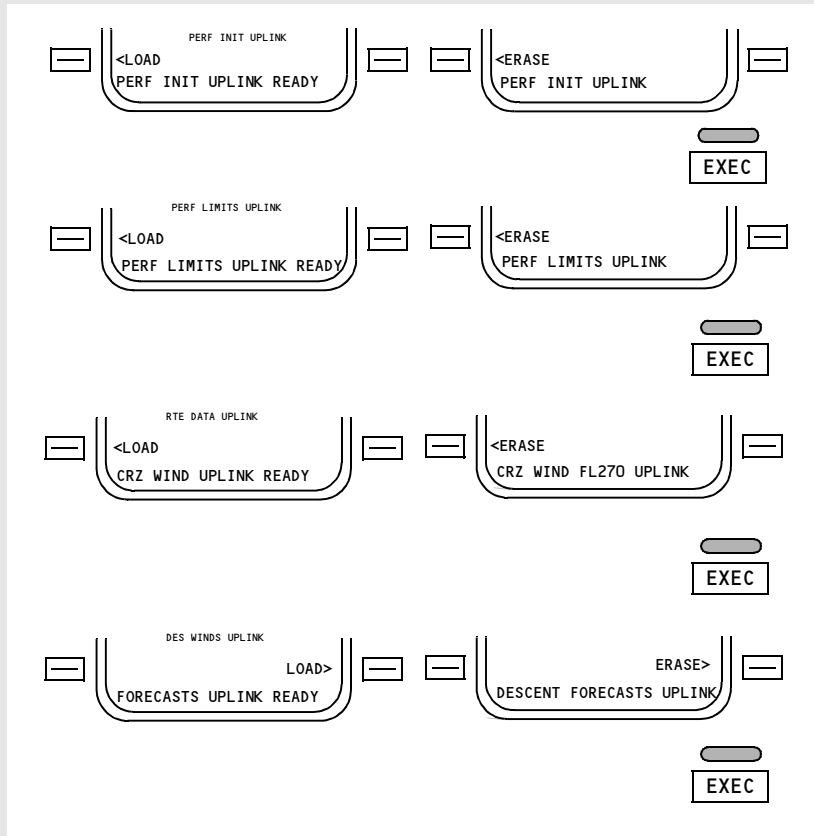 PERF INIT UPLINK
<LOAD
PERF INIT UPLINK READY
<ERASE
PERF INIT UPLINK
EXEC
PERF LIMITS UPLINK
<LOAD
PERF LIMITS UPLINK READY
<ERASE
PERF LIMITS UPLINK
EXEC
RTE DATA UPLINK
<LOAD
CRZ WIND UPLINK READY
<ERASE
CRZ WIND FL270 UPLINK
EXEC
DES WINDS UPLINK
LOAD>
FORECASTS UPLINK READY
ERASE>
DESCENT FORECASTS UPLINK
EXEC